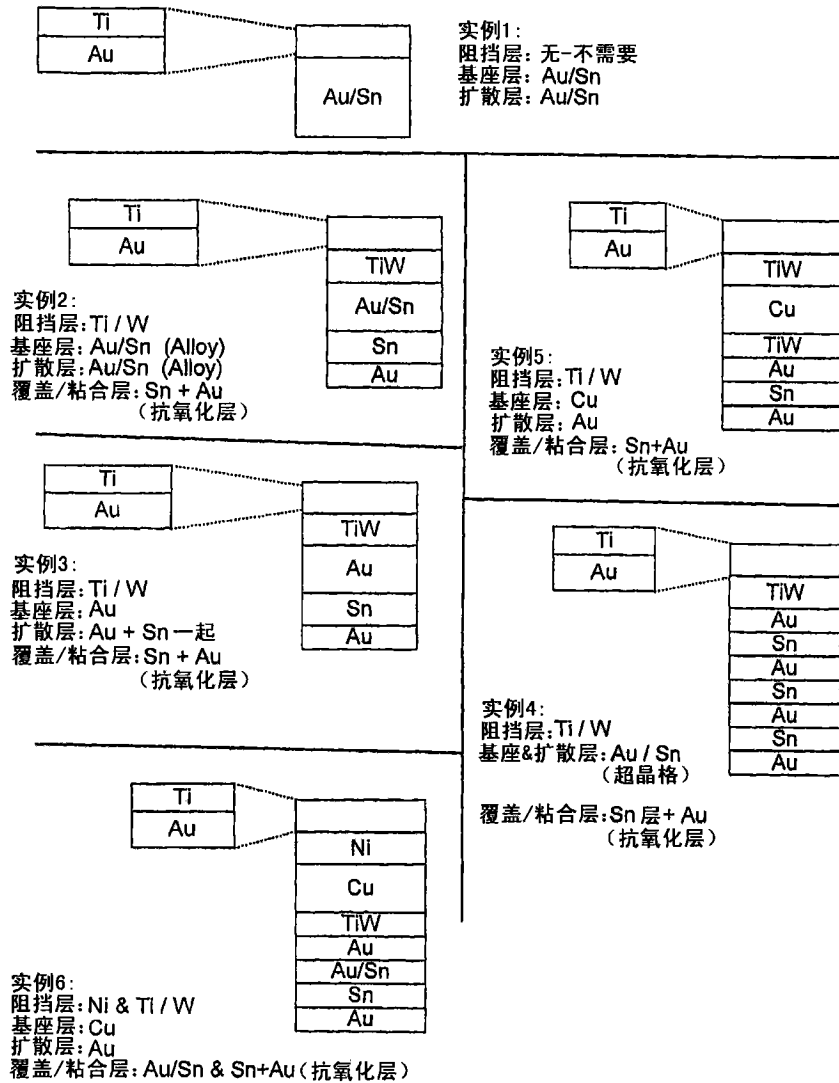 Ti
Au
Au/Sn
实例1:
阻挡层: 无-不需要
基座层: Au/Sn
扩散层: Au/Sn
Ti
Au
TiW
Au/Sn
Sn
Au
实例2:
阻挡层: Ti / W
基座层: Au/Sn (Alloy)
扩散层: Au/Sn (Alloy)
覆盖/粘合层: Sn + Au
(抗氧化层)
Ti
Au
TiW
Cu
TiW
Au
Sn
Au
实例5:
阻挡层: Ti / W
基座层: Cu
扩散层: Au
覆盖/粘合层: Sn+Au
(抗氧化层)
Ti
Au
TiW
Au
Sn
Au
实例3:
阻挡层: Ti / W
基座层: Au
扩散层: Au + Sn 一起
覆盖/粘合层: Sn + Au
(抗氧化层)
Ti
Au
TiW
Au
Sn
Au
Sn
Au
Sn
Au
实例4:
阻挡层: Ti / W
基座&扩散层: Au / Sn
(超晶格)
覆盖/粘合层: Sn 层+ Au
(抗氧化层)
Ti
Au
Ni
Cu
TiW
Au
Au/Sn
Sn
Au
实例6:
阻挡层: Ni & Ti / W
基座层: Cu
扩散层: Au
覆盖/粘合层: Au/Sn & Sn+Au (抗氧化层)